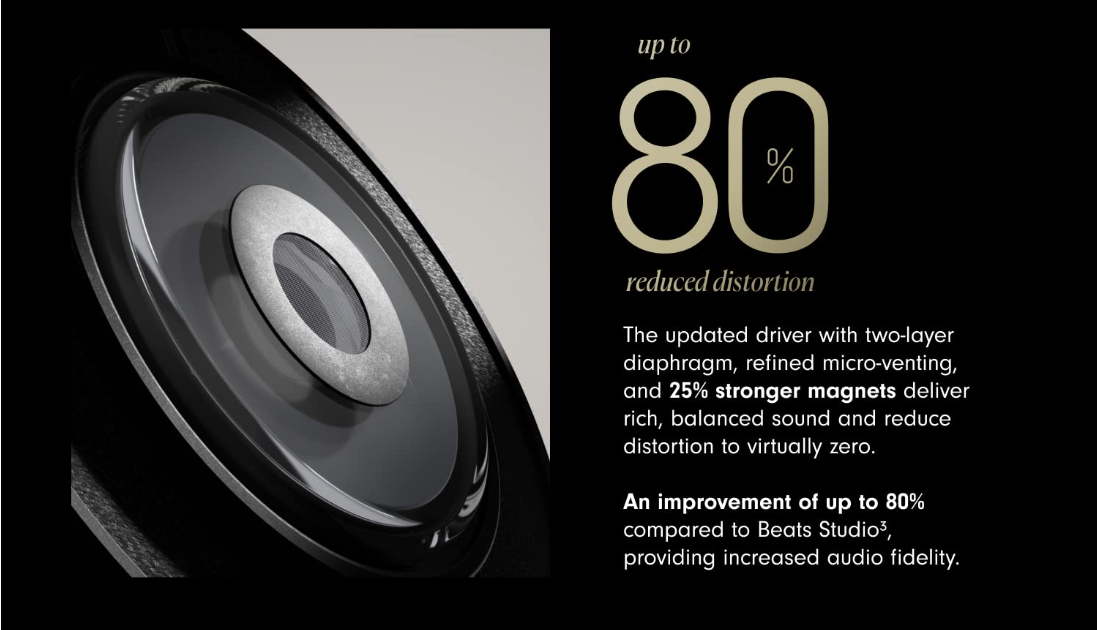 up to
80%
reduced distortion
The updated driver with two-layer
diaphragm, refined micro-venting,
and 25% stronger magnets deliver
rich, balanced sound and reduce
distortion to virtually zero.
An improvement of up to 80%
compared to Beats Studio³,
providing increased audio fidelity.